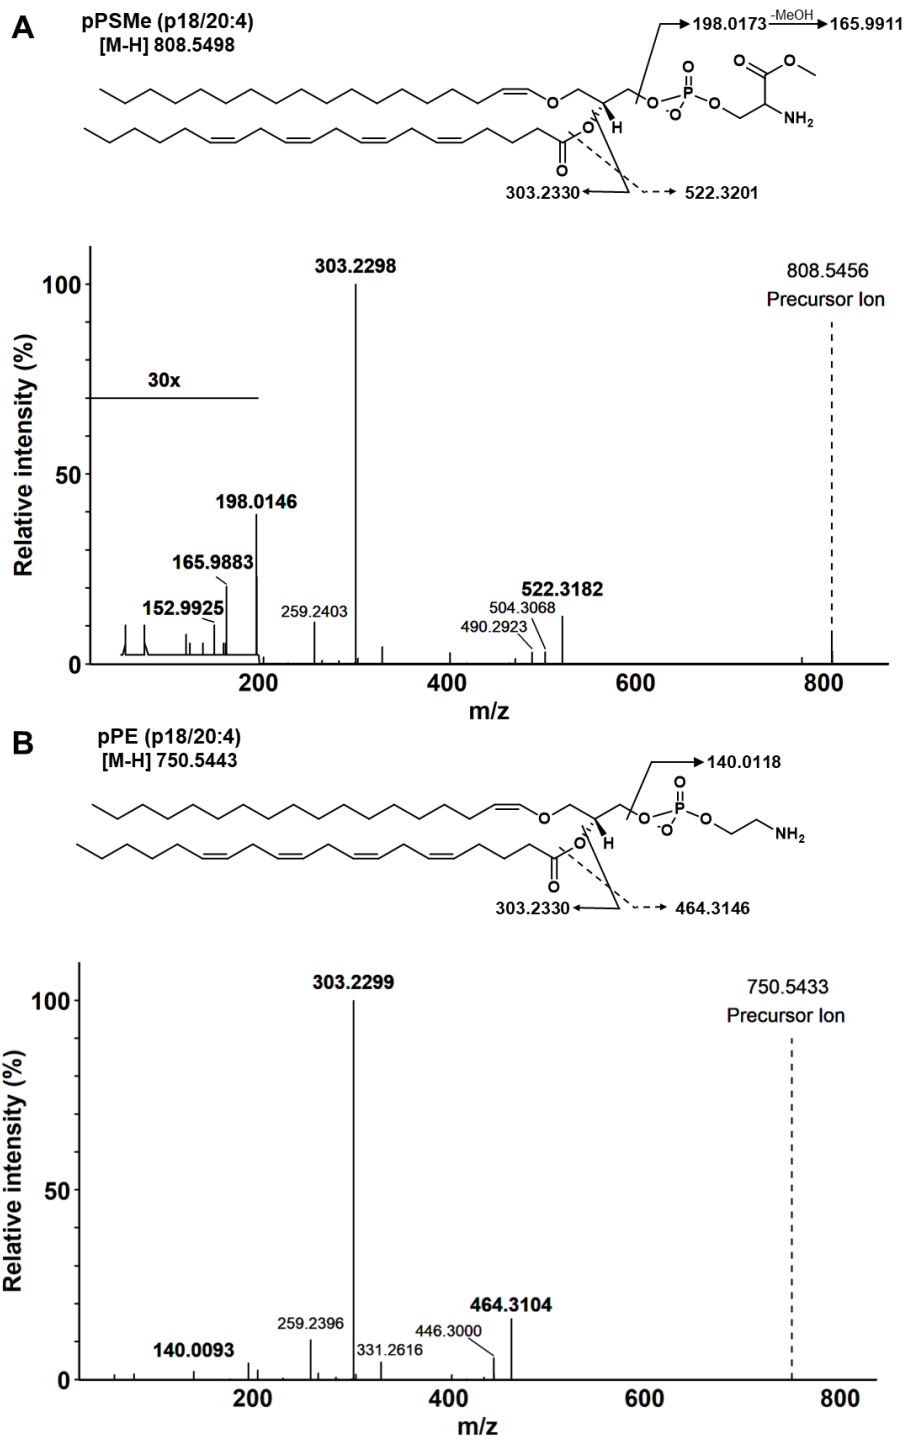 A
pPSMe (p18/20:4)
[M-H] 808.5498
198.0173
-MeOH
165.9911
O
O
O
P
O
O
O
-O
NH2
H
O
O
303.2330
522.3201
Relative intensity (%)
100
50
0
30x
303.2298
808.5456
Precursor Ion
198.0146
165.9883
152.9925
259.2403
522.3182
504.3068
490.2923
200
400
600
800
m/z
B
pPE (p18/20:4)
[M-H] 750.5443
140.0118
O
O
O
P
O
-O
NH2
H
O
O
303.2330
464.3146
Relative intensity (%)
100
50
0
303.2299
750.5433
Precursor Ion
464.3104
446.3000
259.2396
331.2616
140.0093
200
400
600
800
m/z